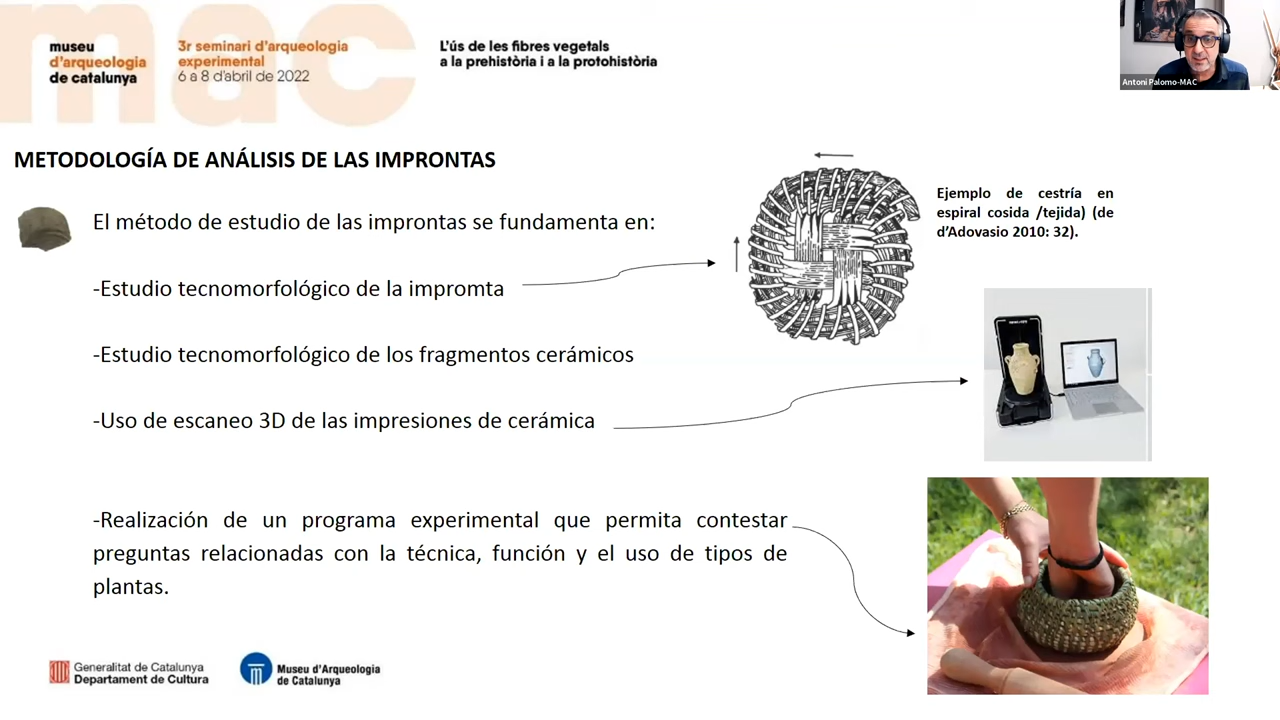 mac
museu
d'arqueologia
de catalunya
3r seminari d'arqueologia
experimental
6 a 8 d'abril de 2022
L'ús de les fibres vegetals
a la prehistòria i a la protohistòria
Antoni Palomo-MAC
METODOLOGÍA DE ANÁLISIS DE LAS IMPRONTAS
El método de estudio de las improntas se fundamenta en:
-Estudio tecnomorfológico de la impromta
-Estudio tecnomorfológico de los fragmentos cerámicos
-Uso de escaneo 3D de las impresiones de cerámica
-Realización de un programa experimental que permita contestar
preguntas relacionadas con la técnica, función y el uso de tipos de
plantas.
Ejemplo de cestría en
espiral cosida /tejida) (de
d'Adovasio 2010: 32).
Generalitat de Catalunya
Departament de Cultura
Museu d'Arqueologia
de Catalunya